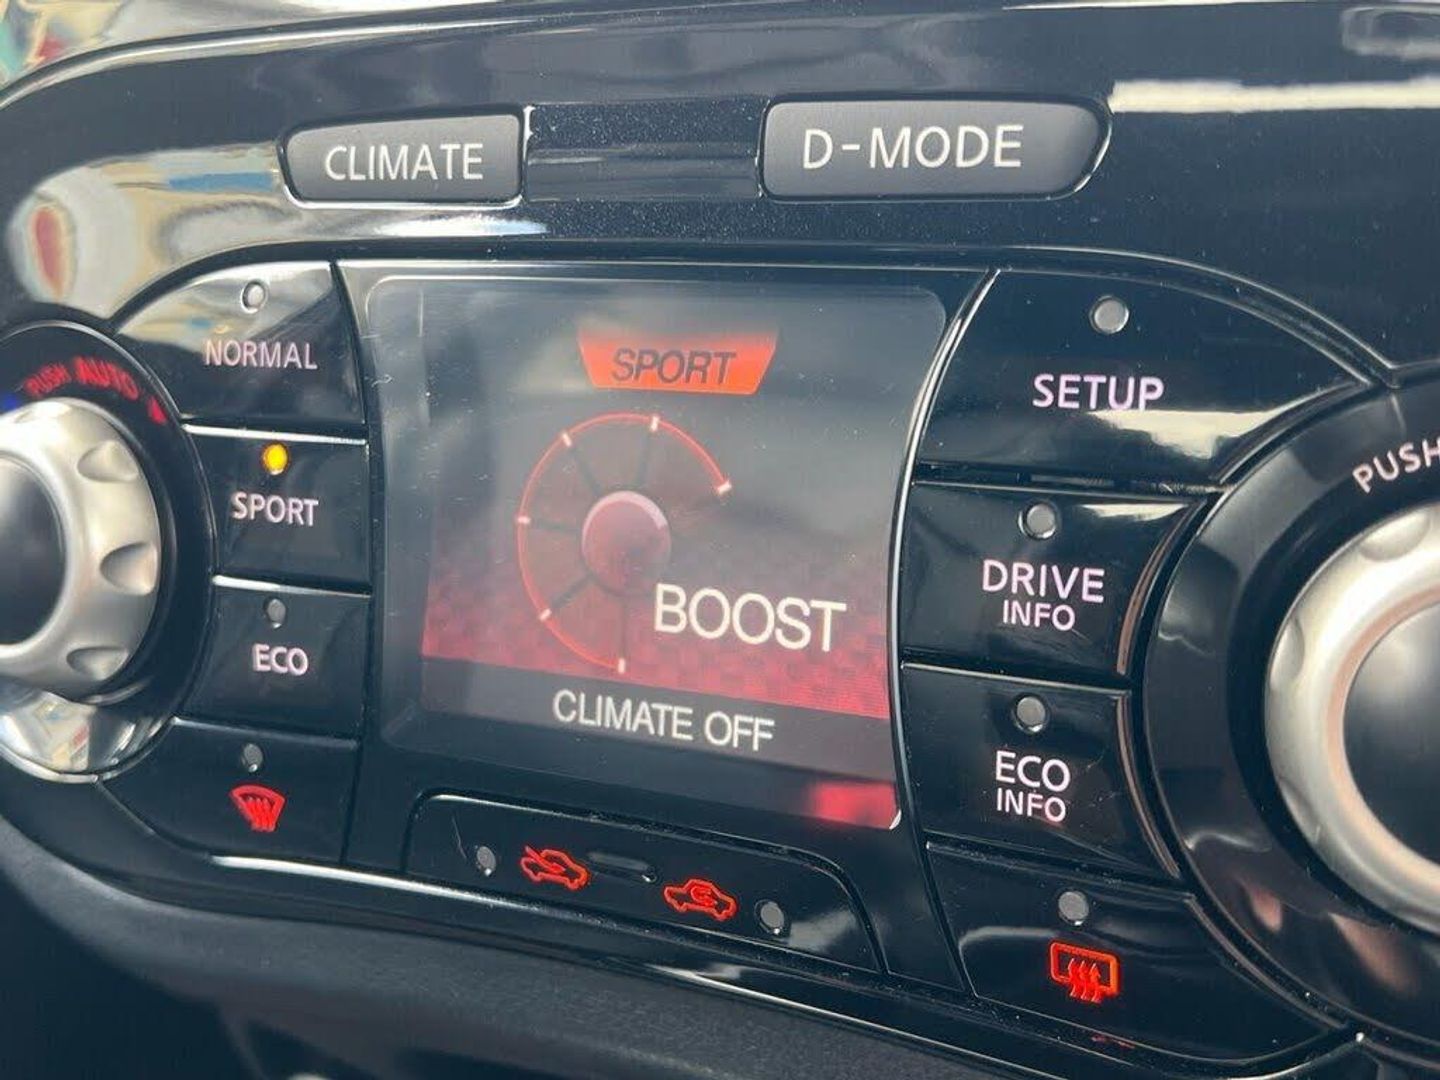 CLIMATE
D-MODE
PUSH AUTO
NORMAL
SPORT
SETUP
PUSH
SPORT
DRIVE
INFO
BOOST
ECO
CLIMATE OFF
ECO
INFO